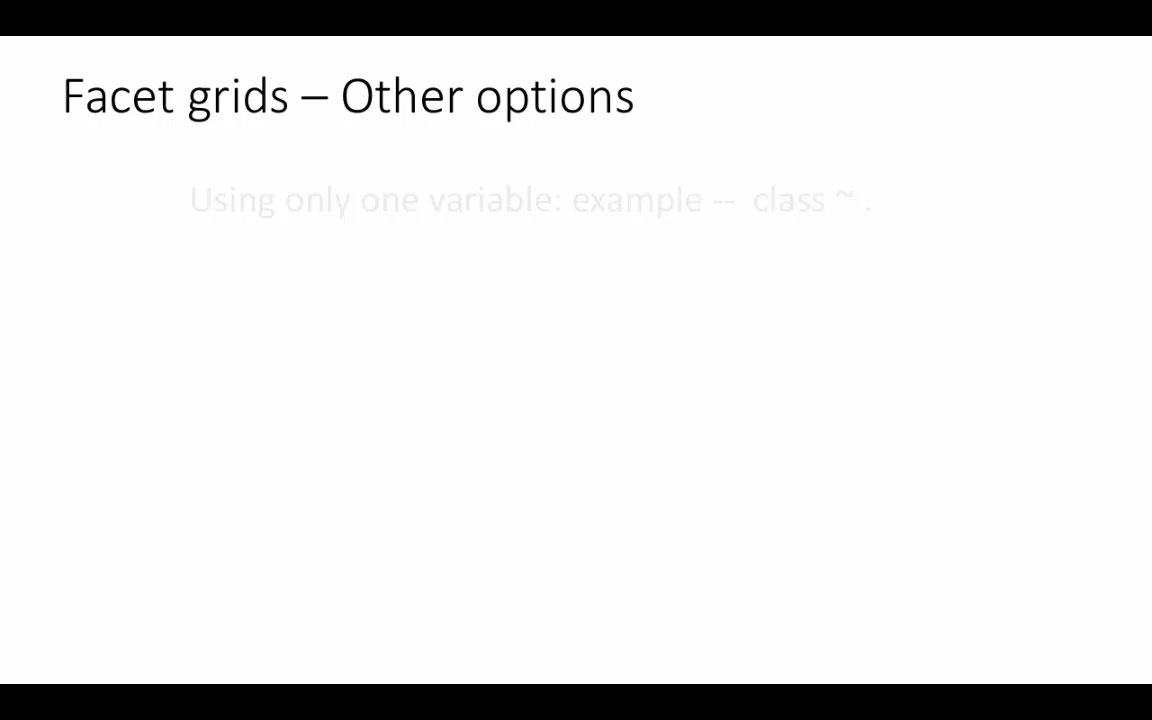 Facet grids – Other options
Using only one variable: example -- class ~ .